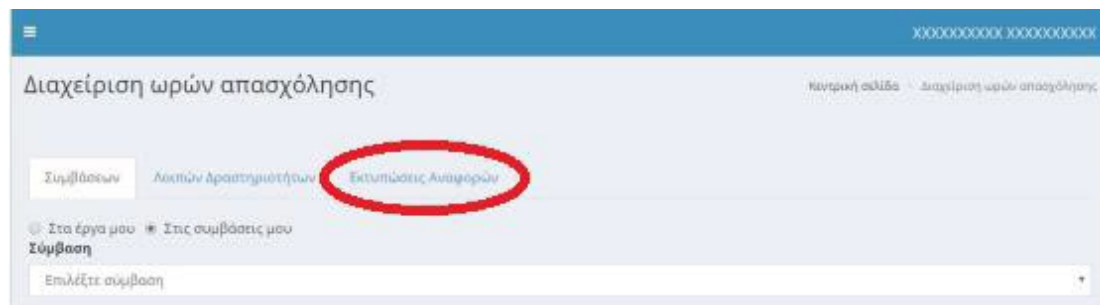 XXXXXXXXXX XXXXXXXXXX
Διαχείριση ωρών απασχόλησης
Κεντρική σελίδα Διαχείριση ωρών απασχόλησης
Συμβάσεων Λοιπών Δραστηριοτήτων Εκτυπώσεις Αναφορών
Στα έργα μου Στις συμβάσεις μου
Σύμβαση
Επιλέξτε σύμβαση